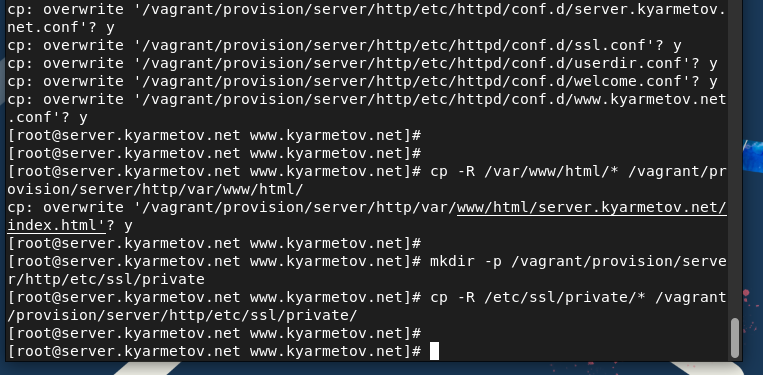 cp: overwrite '/vagrant/provision/server/http/etc/httpd/conf.d/server.kyarmetov.
net.conf'? y
cp: overwrite '/vagrant/provision/server/http/etc/httpd/conf.d/ssl.conf'? y
cp: overwrite '/vagrant/provision/server/http/etc/httpd/conf.d/userdir.conf'? y
cp: overwrite '/vagrant/provision/server/http/etc/httpd/conf.d/welcome.conf'? y
cp: overwrite '/vagrant/provision/server/http/etc/httpd/conf.d/www.kyarmetov.net
.conf'? y
[root@server.kyarmetov.net www.kyarmetov.net]#
[root@server.kyarmetov.net www.kyarmetov.net]#
[root@server.kyarmetov.net www.kyarmetov.net]# cp -R /var/www/html/* /vagrant/pr
ovision/server/http/var/www/html/
cp: overwrite '/vagrant/provision/server/http/var/www/html/server.kyarmetov.net/
index.html'? y
[root@server.kyarmetov.net www.kyarmetov.net]#
[root@server.kyarmetov.net www.kyarmetov.net]# mkdir -p /vagrant/provision/serve
r/http/etc/ssl/private
[root@server.kyarmetov.net www.kyarmetov.net]# cp -R /etc/ssl/private/* /vagrant
/provision/server/http/etc/ssl/private/
[root@server.kyarmetov.net www.kyarmetov.net]#
[root@server.kyarmetov.net www.kyarmetov.net]#